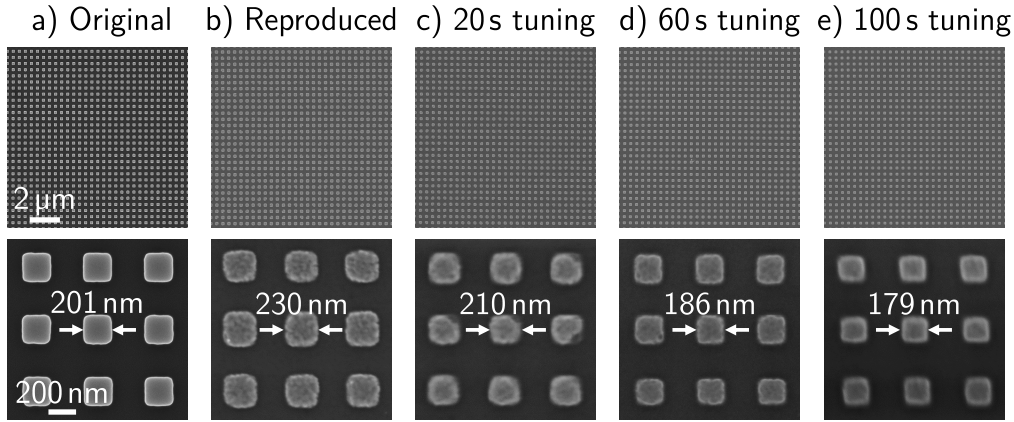 a) Original
b) Reproduced
c) 20 s tuning
d) 60 s tuning
e) 100 s tuning
2 µm
201 nm
230 nm
210 nm
186 nm
179 nm
200 nm